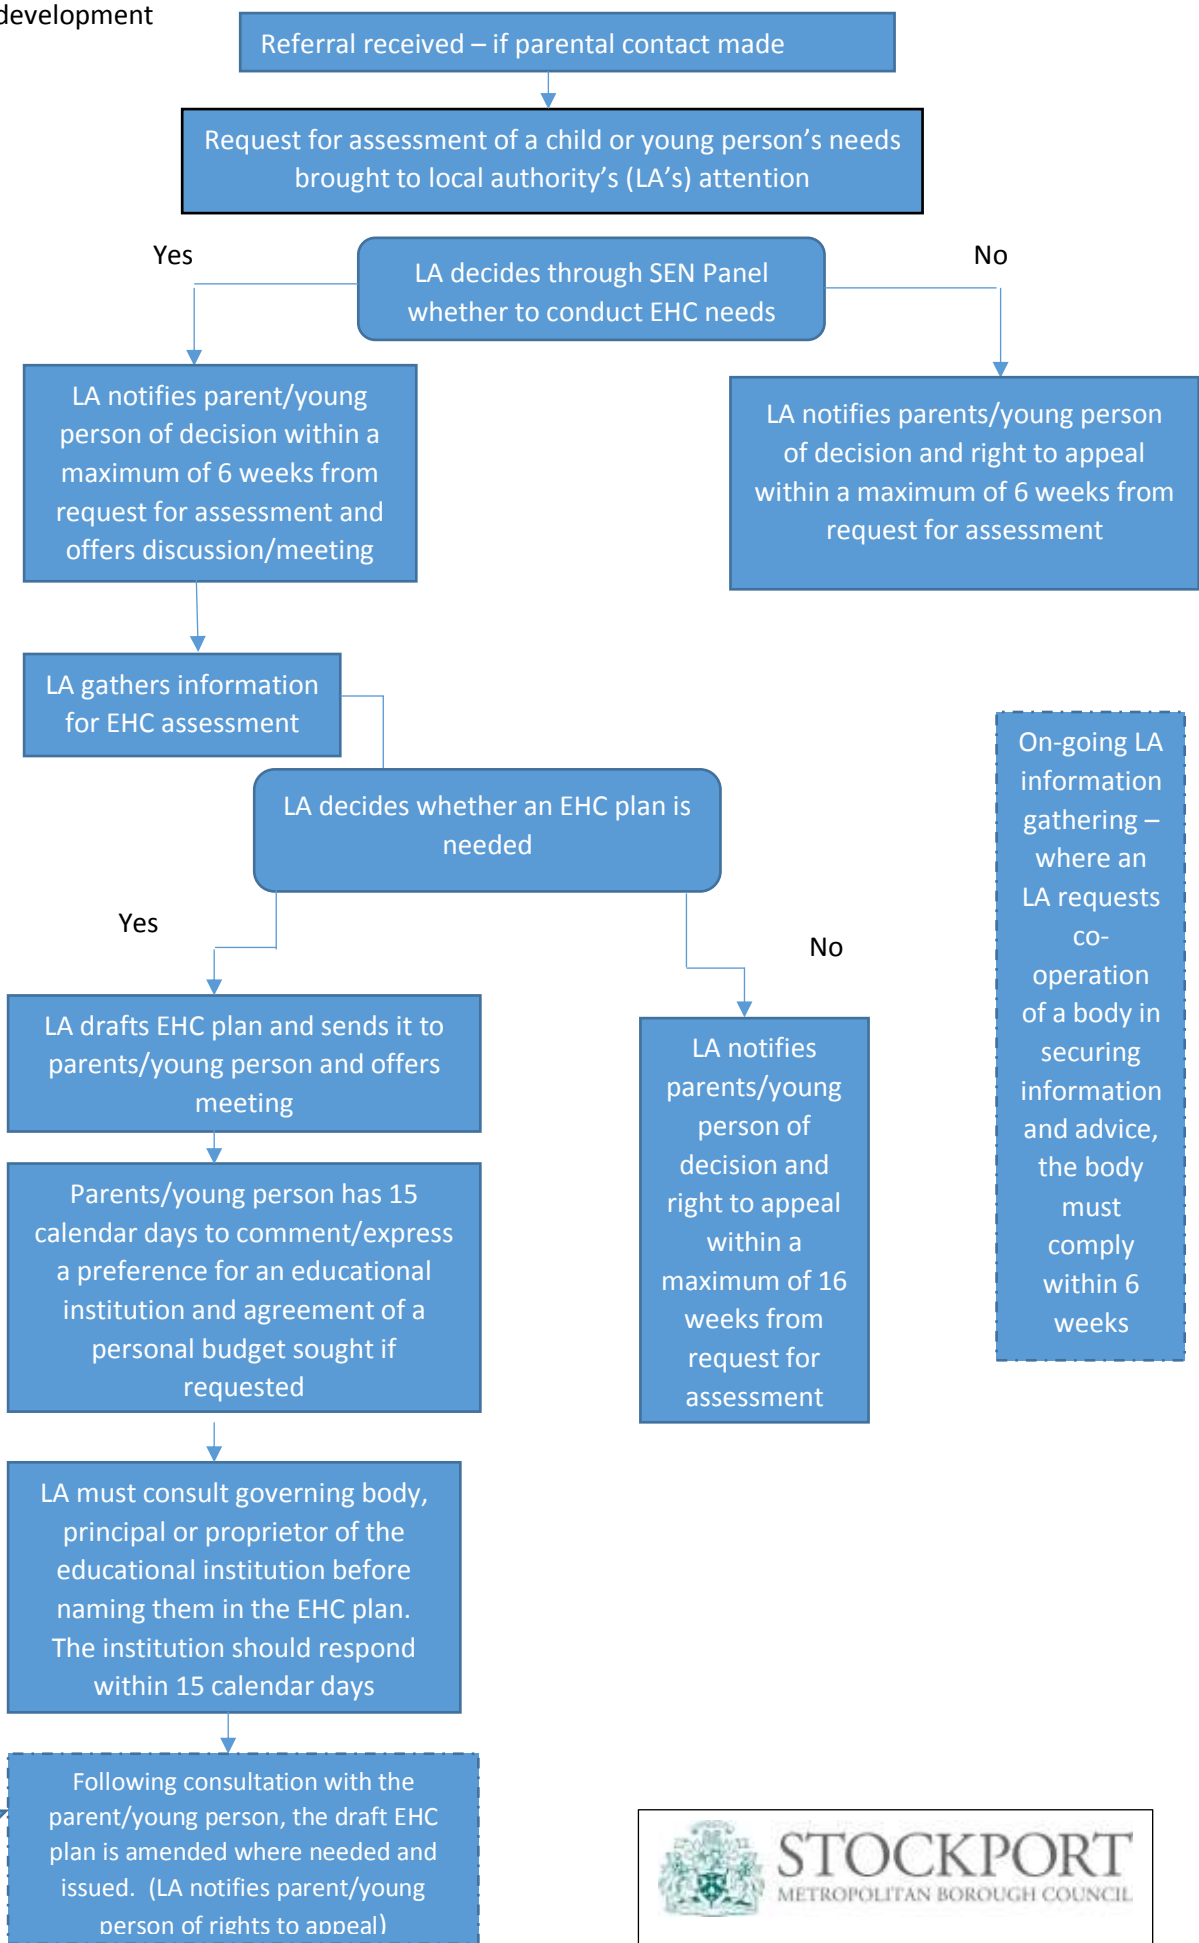 development
Referral received – if parental contact made
Request for assessment of a child or young person's needs
brought to local authority's (LA's) attention
Yes
No
LA decides through SEN Panel
whether to conduct EHC needs
LA notifies parent/young
person of decision within a
maximum of 6 weeks from
request for assessment and
offers discussion/meeting
LA notifies parents/young person
of decision and right to appeal
within a maximum of 6 weeks from
request for assessment
LA gathers information
for EHC assessment
LA decides whether an EHC plan is
needed
Yes
No
LA drafts EHC plan and sends it to
parents/young person and offers
meeting
Parents/young person has 15
calendar days to comment/express
a preference for an educational
institution and agreement of a
personal budget sought if
requested
LA must consult governing body,
principal or proprietor of the
educational institution before
naming them in the EHC plan.
The institution should respond
within 15 calendar days
Following consultation with the
parent/young person, the draft EHC
plan is amended where needed and
issued.  (LA notifies parent/young
person of rights to appeal)
LA notifies
parents/young
person of
decision and
right to appeal
within a
maximum of 16
weeks from
request for
assessment
On-going LA
information
gathering –
where an
LA requests
co-
operation
of a body in
securing
information
and advice,
the body
must
comply
within 6
weeks
STOCKPORT
METROPOLITAN BOROUGH COUNCIL